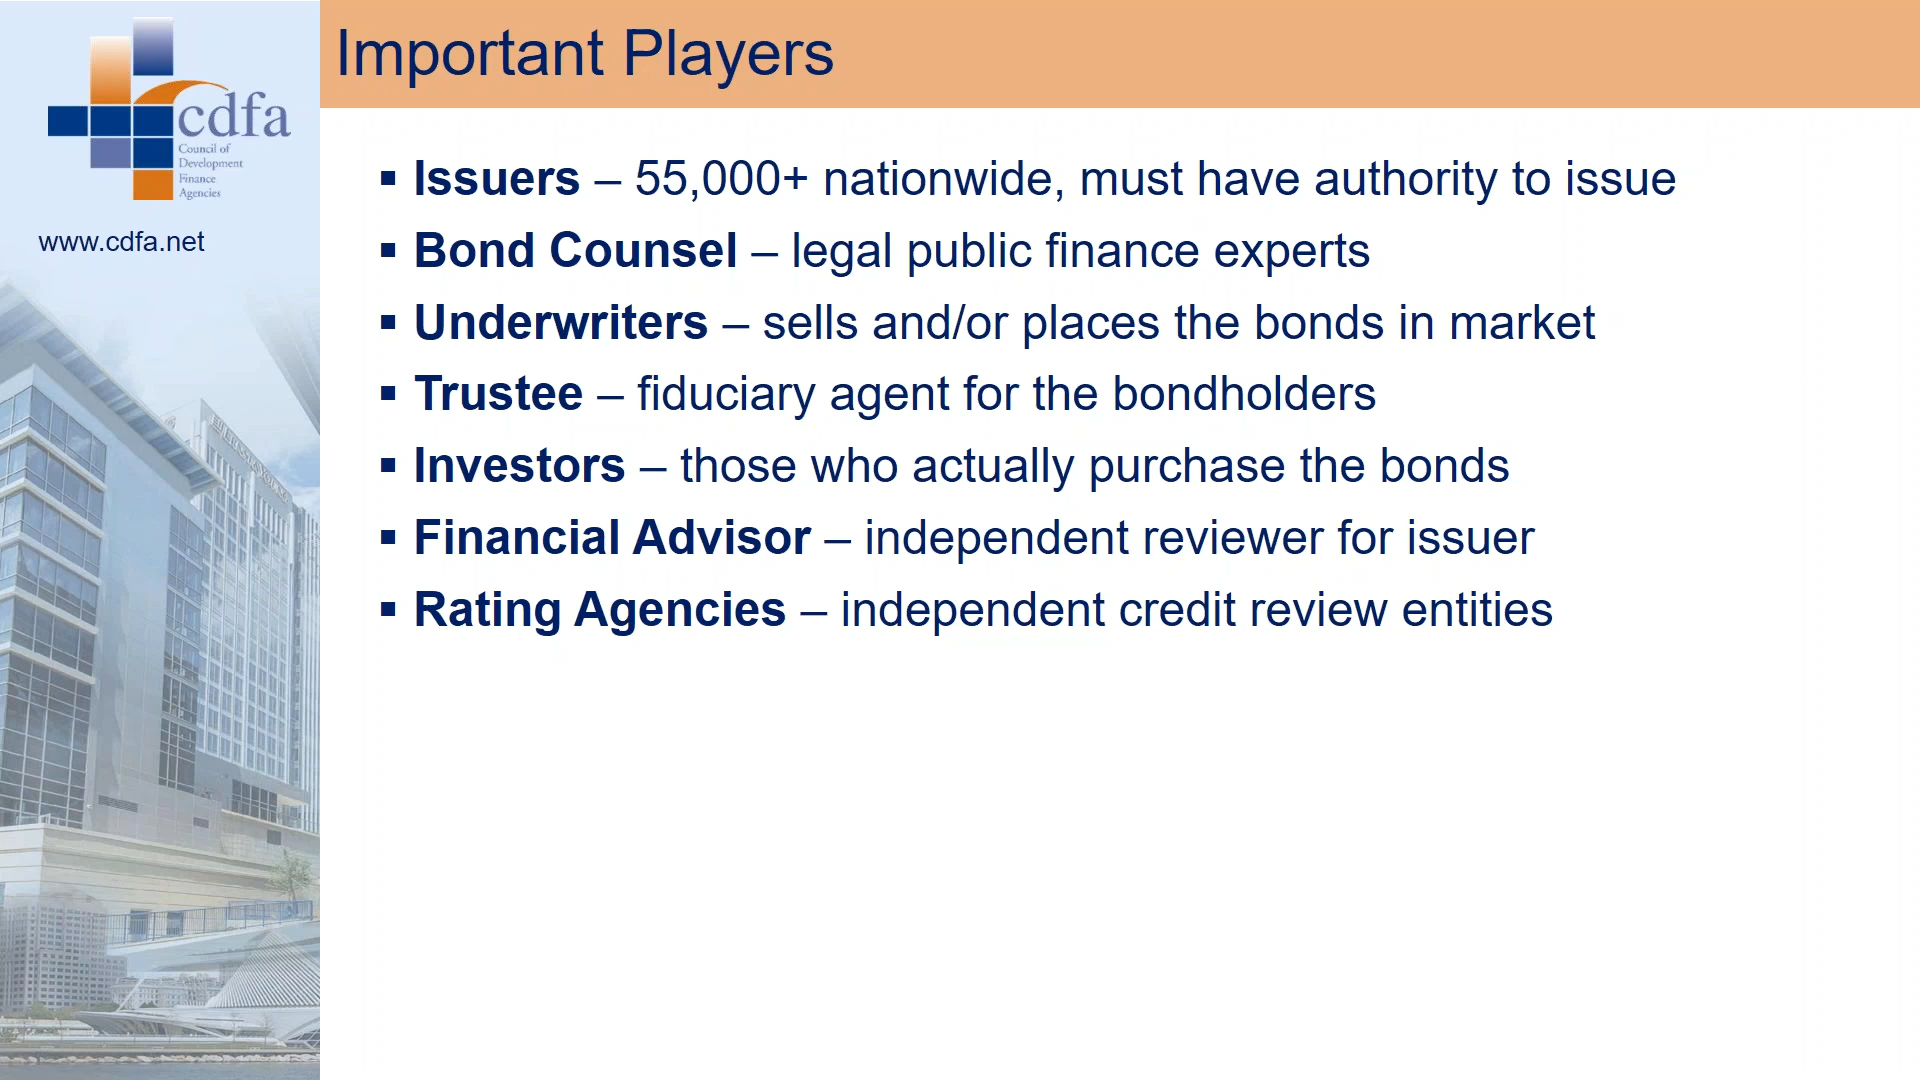 cdfa
Council of
Development
Finance
Agencies
www.cdfa.net
Important Players
▪ Issuers – 55,000+ nationwide, must have authority to issue
▪ Bond Counsel – legal public finance experts
▪ Underwriters – sells and/or places the bonds in market
▪ Trustee – fiduciary agent for the bondholders
▪ Investors – those who actually purchase the bonds
▪ Financial Advisor – independent reviewer for issuer
▪ Rating Agencies – independent credit review entities